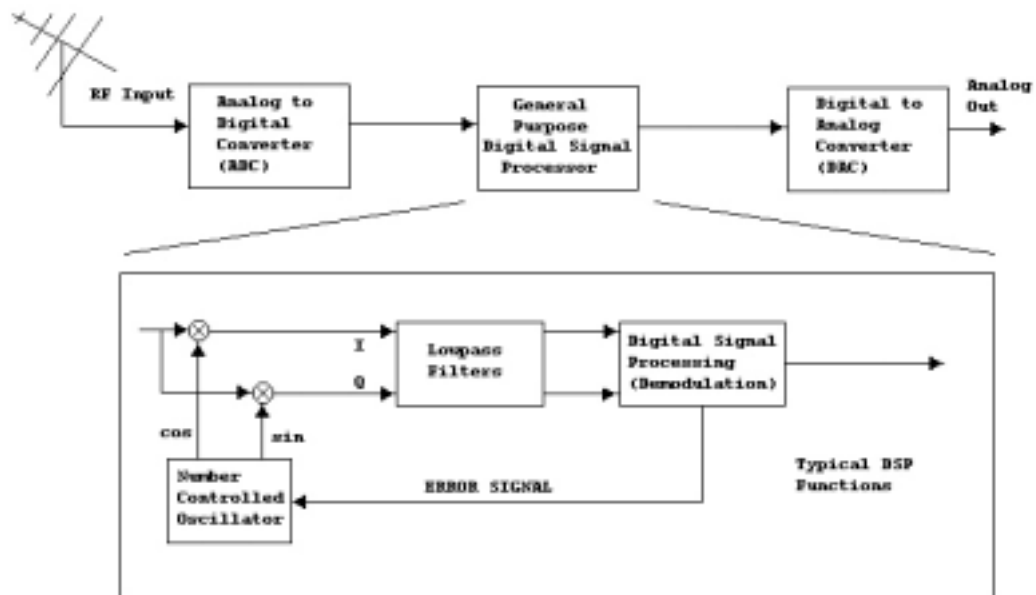 RF Input
Analog to
Digital
Converter
(ADC)
General
Purpose
Digital Signal
Processor
Digital to
Analog
Converter
(DAC)
Analog
Out
I
Q
Lowpass
Filters
Digital Signal
Processing
(Demodulation)
cos
sin
Number
Controlled
Oscillator
ERROR SIGNAL
Typical DSP
Functions